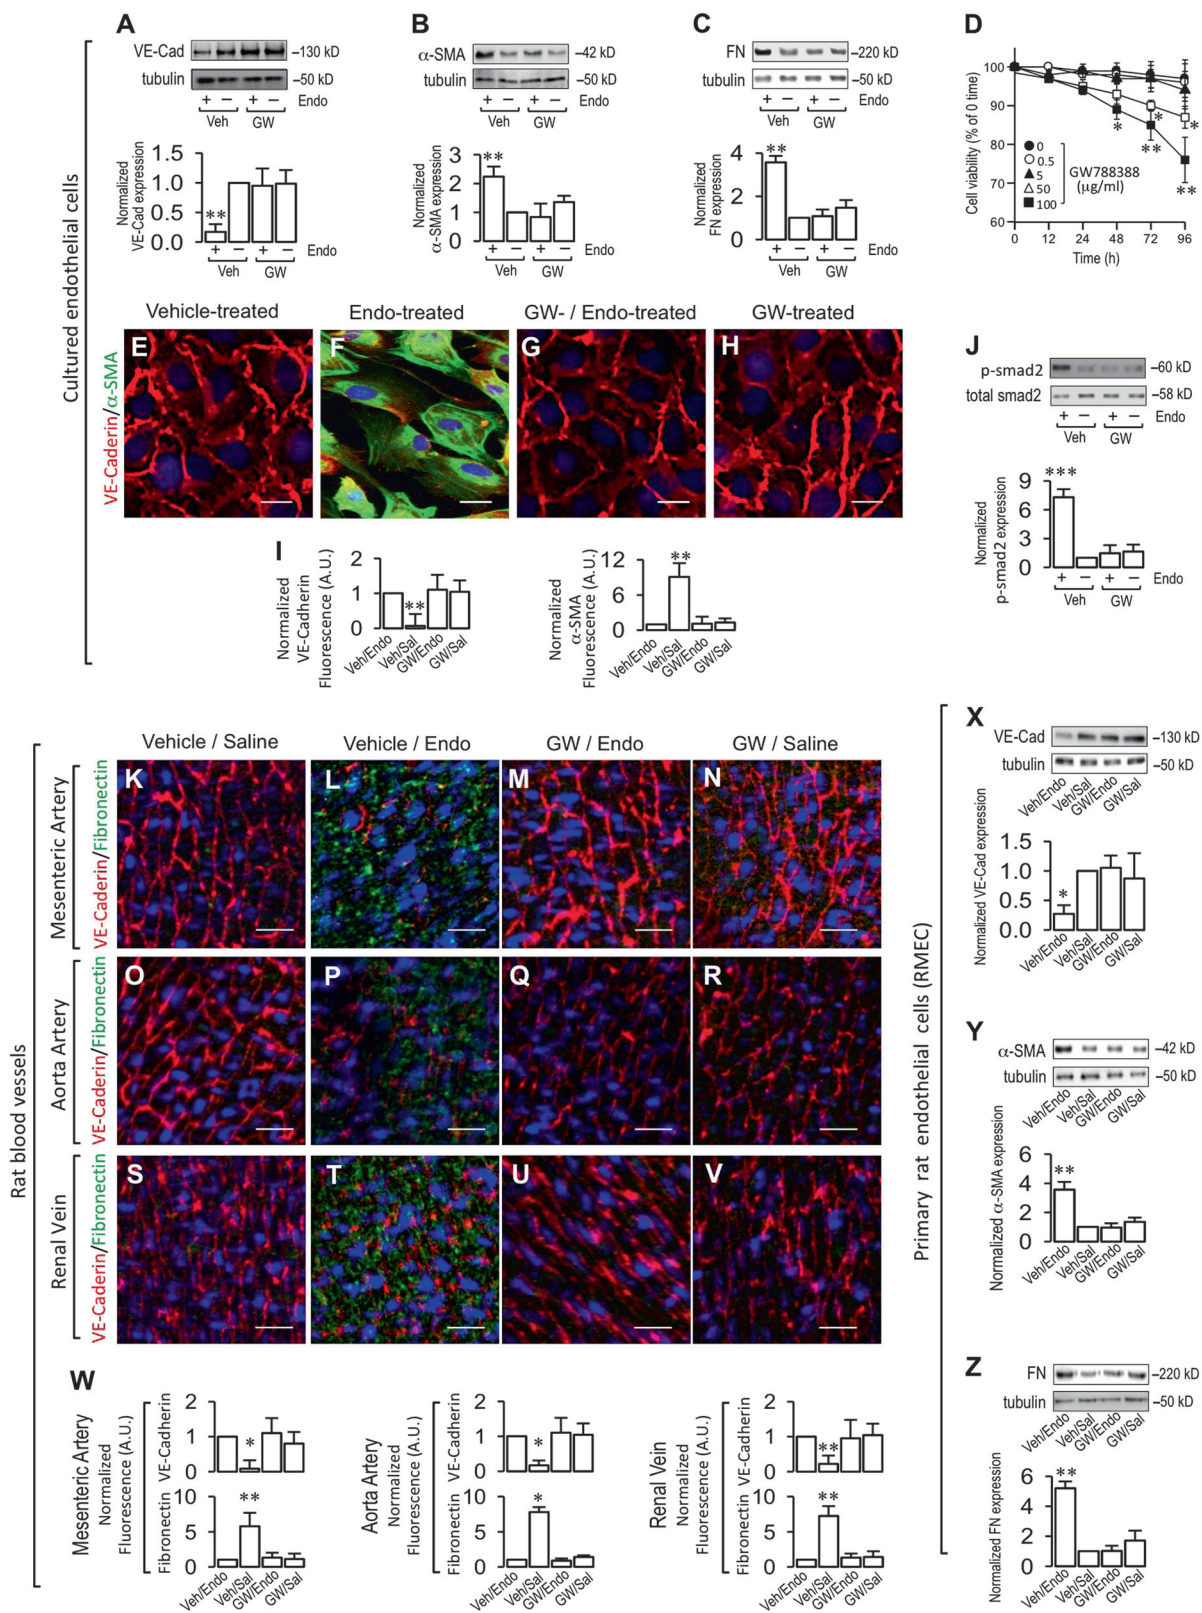 Cultured endothelial cells
A
VE-Cad
–130 kD
tubulin
–50 kD
+ − + − Endo
Veh GW
Normalized
VE-Cad expression
1.5
1.0
0.5
0.0
**
+ − + − Endo
Veh GW
B
α-SMA
–42 kD
tubulin
–50 kD
+ − + − Endo
Veh GW
Normalized
α-SMA expression
3
2
1
0
**
+ − + − Endo
Veh GW
C
FN
–220 kD
tubulin
–50 kD
+ − + − Endo
Veh GW
Normalized
FN expression
4
2
0
**
+ − + − Endo
Veh GW
D
Cell viability (% of 0 time)
100
90
80
70
60
0
0.5
5
50
100
GW788388
(μg/ml)
*
*
**
*
**
0 12 24 48 72 96
Time (h)
Vehicle-treated Endo-treated GW- / Endo-treated GW-treated
VE-Caderin/α-SMA
E F G H
I
Normalized
VE-Cadherin
Fluorescence (A.U.)
2
1
0
**
Veh/Endo Veh/Sal GW/Endo GW/Sal
Normalized
α-SMA
Fluorescence (A.U.)
12
6
0
**
Veh/Endo Veh/Sal GW/Endo GW/Sal
J
p-smad2
–60 kD
total smad2
–58 kD
+ − + − Endo
Veh GW
Normalized
p-smad2 expression
9
6
3
0
***
+ − + − Endo
Veh GW
Rat blood vessels
Vehicle / Saline Vehicle / Endo GW / Endo GW / Saline
Mesenteric Artery
VE-Caderin/Fibronectin
K L M N
Aorta Artery
VE-Caderin/Fibronectin
O P Q R
Renal Vein
VE-Caderin/Fibronectin
S T U V
W
Mesenteric Artery
Normalized
Fluorescence (A.U.)
VE-Cadherin
2
1
0
*
Fibronectin
10
5
0
**
Veh/Endo Veh/Sal GW/Endo GW/Sal
Aorta Artery
Normalized
Fluorescence (A.U.)
VE-Cadherin
2
1
0
*
Fibronectin
10
5
0
*
Veh/Endo Veh/Sal GW/Endo GW/Sal
Renal Vein
Normalized
Fluorescence (A.U.)
VE-Cadherin
2
1
0
**
Fibronectin
10
5
0
**
Veh/Endo Veh/Sal GW/Endo GW/Sal
Primary rat endothelial cells (RMEC)
X
VE-Cad
–130 kD
tubulin
–50 kD
Veh/Endo Veh/Sal GW/Endo GW/Sal
Normalized VE-Cad expression
1.5
1.0
0.5
0.0
*
Veh/Endo Veh/Sal GW/Endo GW/Sal
Y
α-SMA
–42 kD
tubulin
–50 kD
Veh/Endo Veh/Sal GW/Endo GW/Sal
Normalized α-SMA expression
6
4
2
0
**
Veh/Endo Veh/Sal GW/Endo GW/Sal
Z
FN
–220 kD
tubulin
–50 kD
Veh/Endo Veh/Sal GW/Endo GW/Sal
Normalized FN expression
6
4
2
0
**
Veh/Endo Veh/Sal GW/Endo GW/Sal